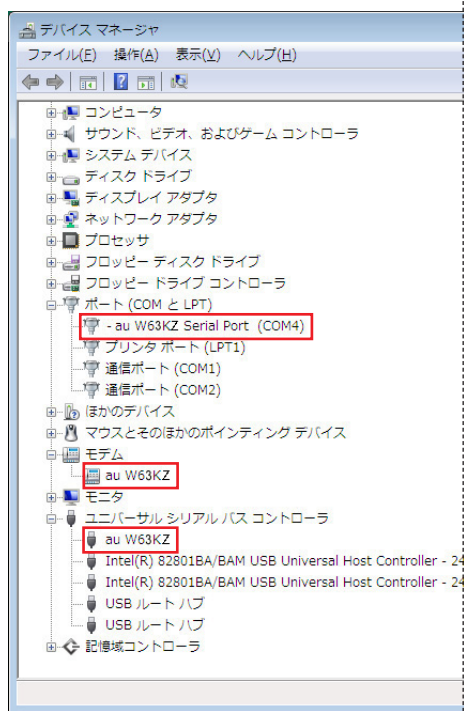 デバイス マネージャ
ファイル(F) 操作(A) 表示(V) ヘルプ(H)
コンピュータ
サウンド、ビデオ、およびゲーム コントローラ
システム デバイス
ディスク ドライブ
ディスプレイ アダプタ
ネットワーク アダプタ
プロセッサ
フロッピー ディスク ドライブ
フロッピー ドライブ コントローラ
ポート (COM と LPT)
- au W63KZ Serial Port (COM4)
プリンタ ポート (LPT1)
通信ポート (COM1)
通信ポート (COM2)
ほかのデバイス
マウスとそのほかのポインティング デバイス
モデム
au W63KZ
モニタ
ユニバーサル シリアル バス コントローラ
au W63KZ
Intel(R) 82801BA/BAM USB Universal Host Controller - 24
Intel(R) 82801BA/BAM USB Universal Host Controller - 24
USB ルート ハブ
USB ルート ハブ
記憶域コントローラ